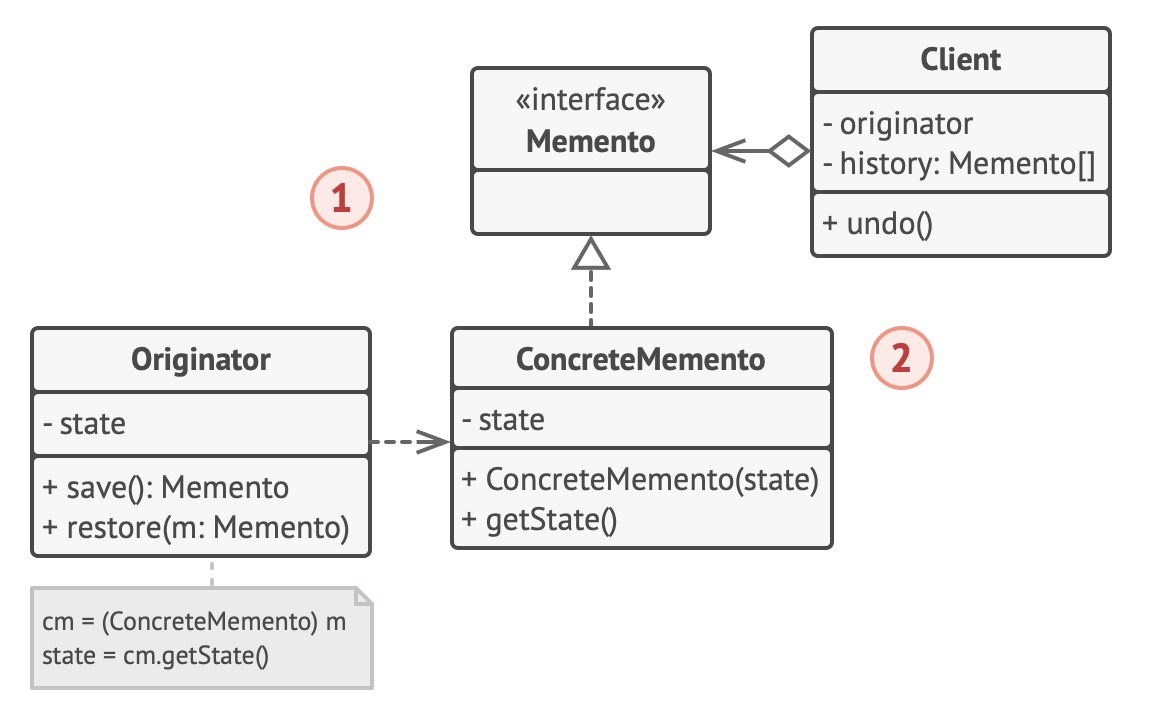 «interface»
Memento
Client
- originator
- history: Memento[]
+ undo()
1
Originator
- state
+ save(): Memento
+ restore(m: Memento)
ConcreteMemento
- state
+ ConcreteMemento(state)
+ getState()
2
cm = (ConcreteMemento) m
state = cm.getState()